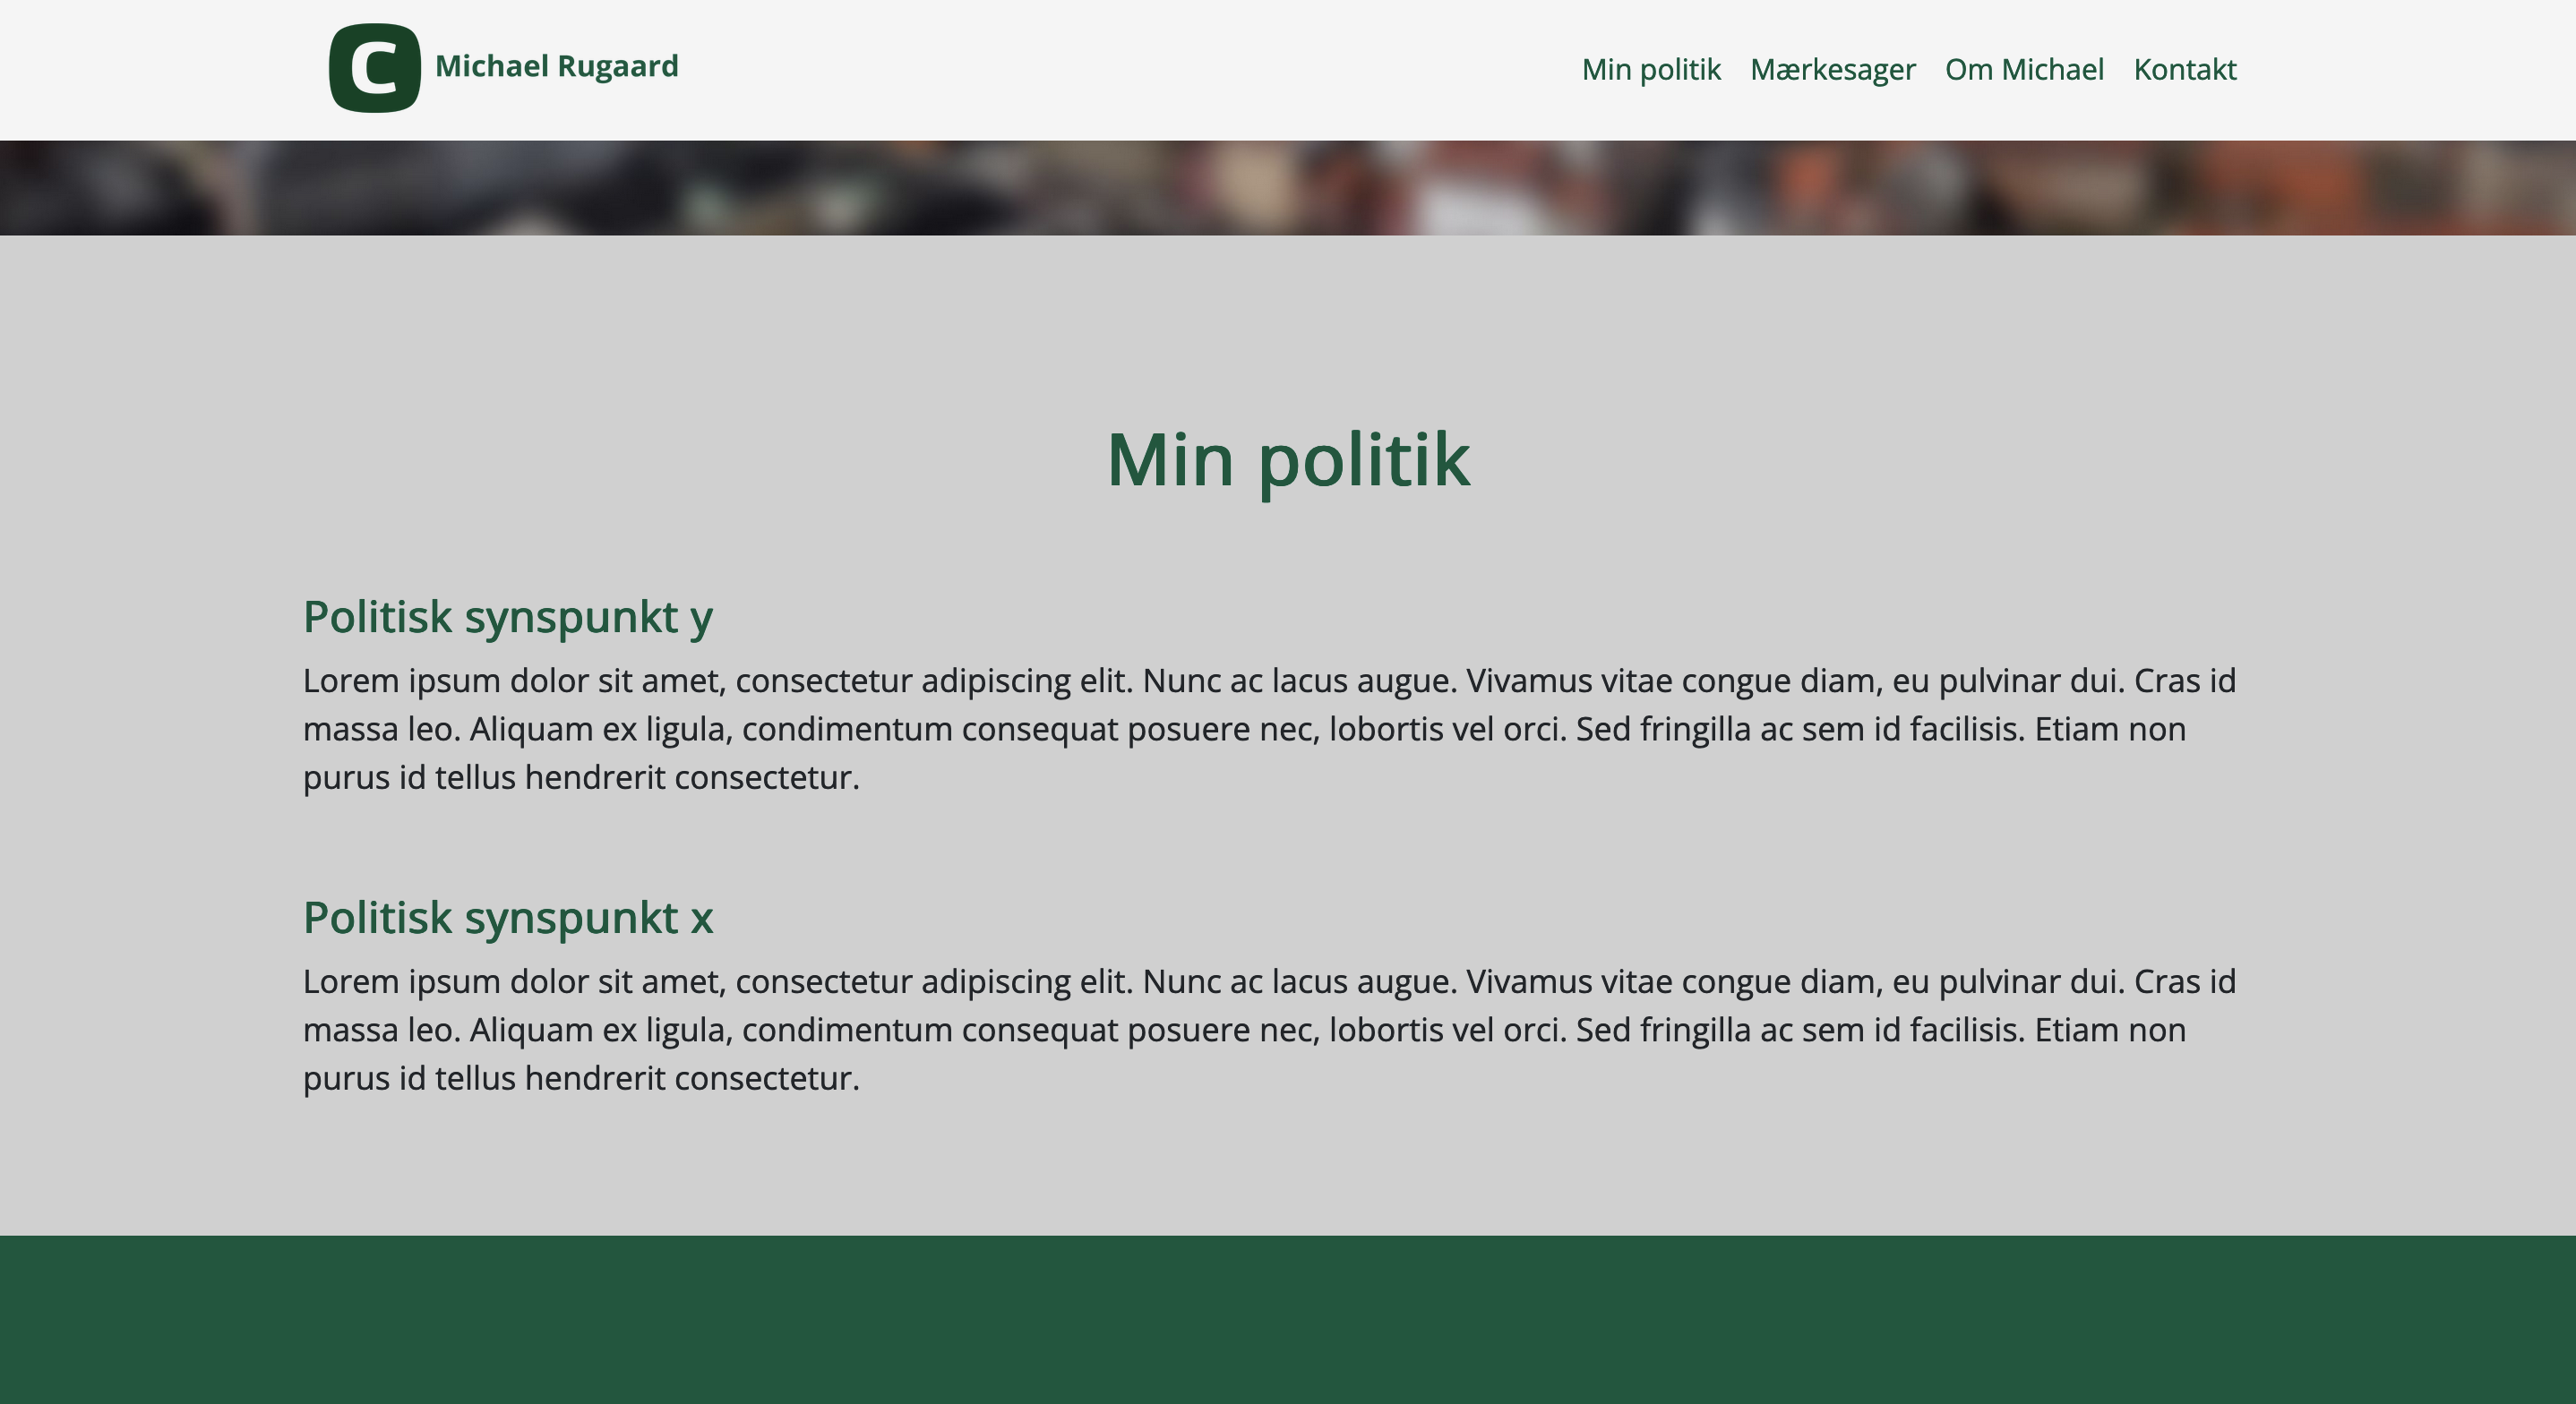 C Michael Rugaard
Min politik Mærkesager Om Michael Kontakt
Min politik
Politisk synspunkt y
Lorem ipsum dolor sit amet, consectetur adipiscing elit. Nunc ac lacus augue. Vivamus vitae congue diam, eu pulvinar dui. Cras id
massa leo. Aliquam ex ligula, condimentum consequat posuere nec, lobortis vel orci. Sed fringilla ac sem id facilisis. Etiam non
purus id tellus hendrerit consectetur.
Politisk synspunkt x
Lorem ipsum dolor sit amet, consectetur adipiscing elit. Nunc ac lacus augue. Vivamus vitae congue diam, eu pulvinar dui. Cras id
massa leo. Aliquam ex ligula, condimentum consequat posuere nec, lobortis vel orci. Sed fringilla ac sem id facilisis. Etiam non
purus id tellus hendrerit consectetur.